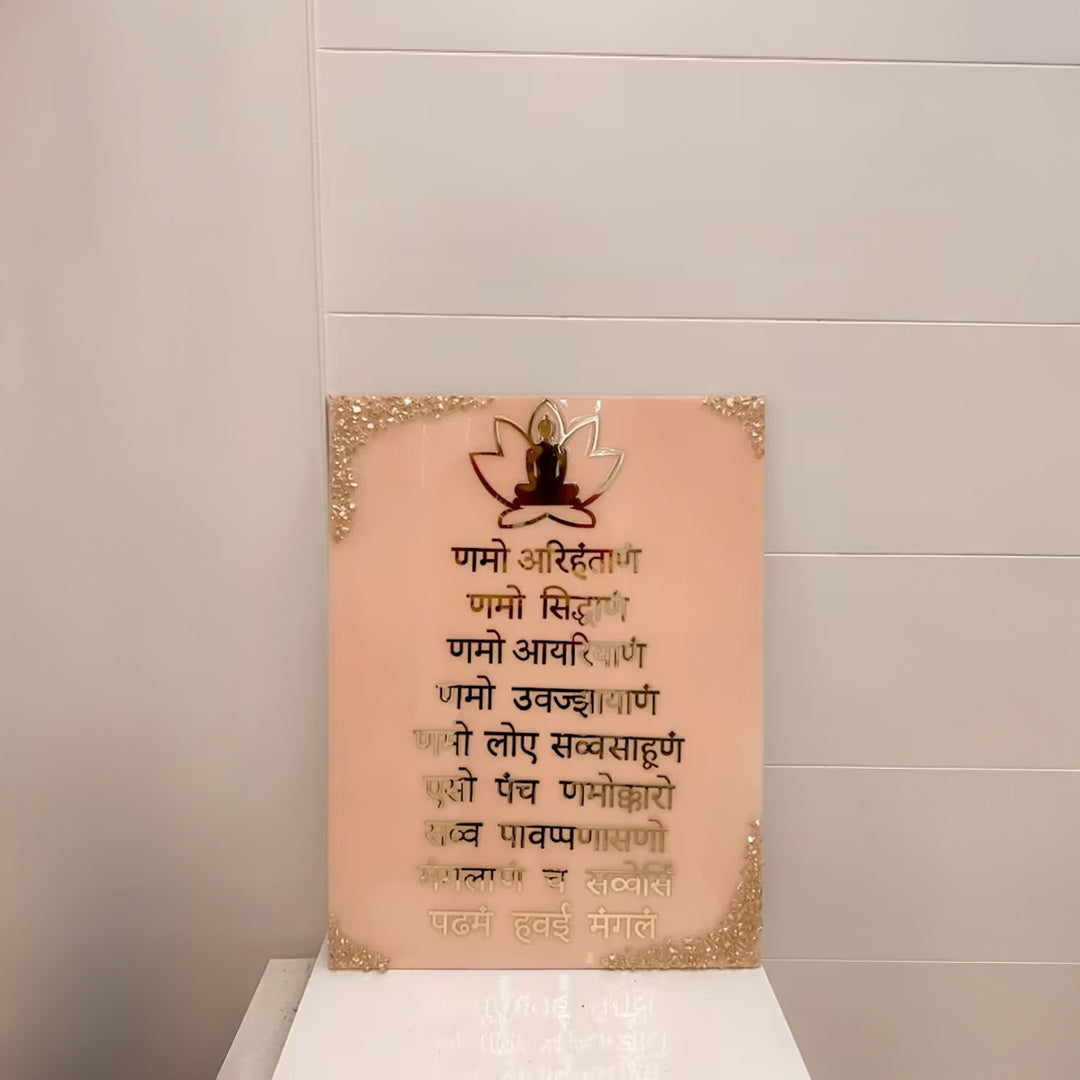 णमो अरिहंताणं
णमो सिद्धाणं
णमो आयरियाणं
णमो उवज्झायाणं
णमो लोए सव्वसाहूणं
एसो पंच णमोक्कारो
सव्व पावप्पणासणो
मंगलाणं च सव्वेसिं
पढमं हवई मंगलं